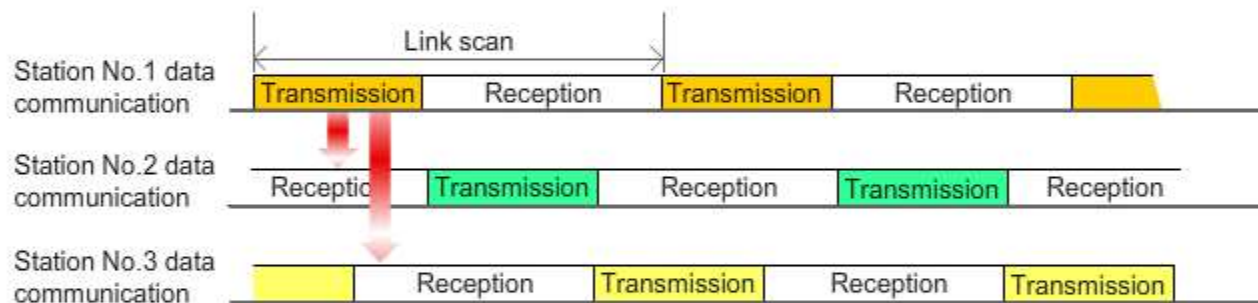 Link scan
Station No.1 data
communication
Transmission Reception Transmission Reception
Station No.2 data
communication
Receptic Transmission Reception Transmission Reception
Station No.3 data
communication
Reception Transmission Reception Transmission